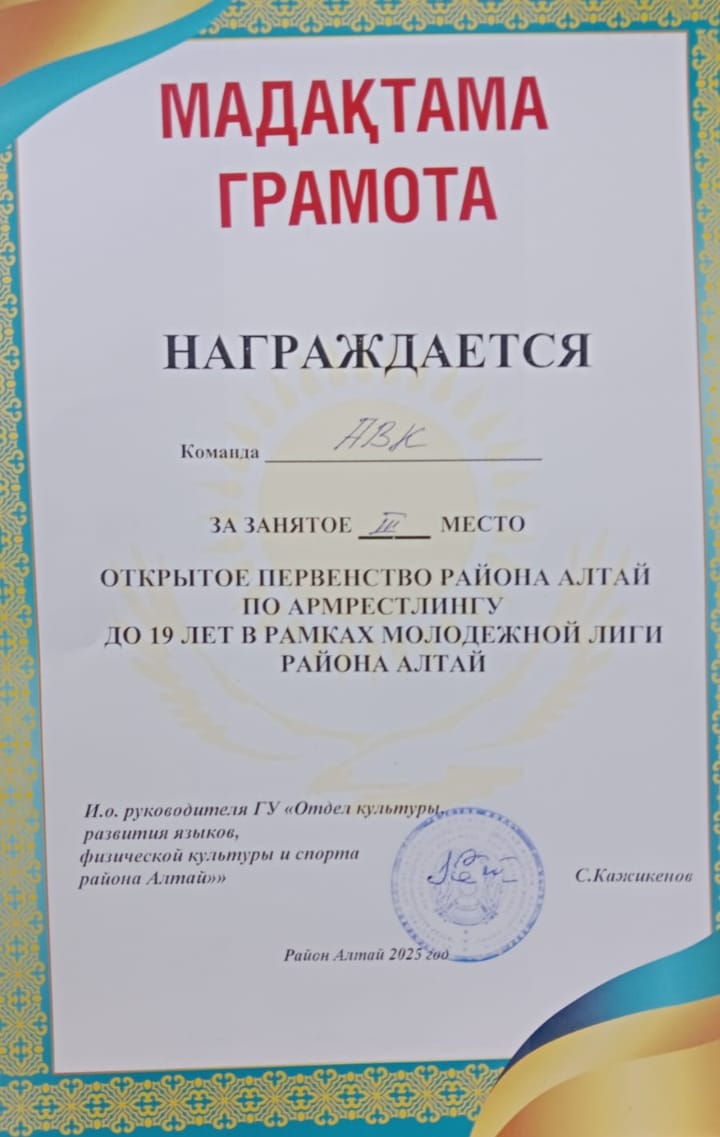 МАДАҚТАМА
ГРАМОТА
НАГРАЖДАЕТСЯ
Команда АВК
ЗА ЗАНЯТОЕ III МЕСТО
ОТКРЫТОЕ ПЕРВЕНСТВО РАЙОНА АЛТАЙ
ПО АРМРЕСТЛИНГУ
ДО 19 ЛЕТ В РАМКАХ МОЛОДЕЖНОЙ ЛИГИ
РАЙОНА АЛТАЙ
И.о. руководителя ГУ «Отдел культуры,
развития языков,
физической культуры и спорта
района Алтай»»
С.Кажикенов
Район Алтай 2025 год